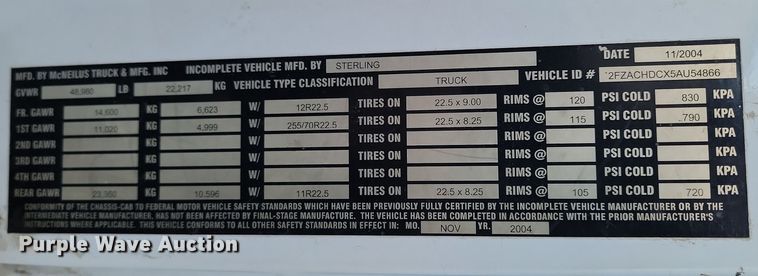 MFD. BY McNEILUS TRUCK & MFG. INC INCOMPLETE VEHICLE MFD. BY STERLING DATE 11/2004
GVWR 48,980 LB 22,217 KG VEHICLE TYPE CLASSIFICATION TRUCK VEHICLE ID # 2FZACHDCX5AU54866
FR. GAWR 14,600 KG 6,623 W/ 12R22.5 TIRES ON 22.5 x 9.00 RIMS @ 120 PSI COLD 830 KPA
1ST GAWR 11,020 KG 4,999 W/ 255/70R22.5 TIRES ON 22.5 x 8.25 RIMS @ 115 PSI COLD 790 KPA
2ND GAWR KG W/ TIRES ON RIMS @ PSI COLD KPA
3RD GAWR KG W/ TIRES ON RIMS @ PSI COLD KPA
4TH GAWR KG W/ TIRES ON RIMS @ PSI COLD KPA
REAR GAWR 23,360 KG 10,596 W/ 11R22.5 TIRES ON 22.5 x 8.25 RIMS @ 105 PSI COLD 720 KPA
CONFORMITY OF THE CHASSIS-CAB TO FEDERAL MOTOR VEHICLE SAFETY STANDARDS WHICH HAVE BEEN PREVIOUSLY FULLY CERTIFIED BY THE INCOMPLETE VEHICLE MANUFACTURER OR BY THE
INTERMEDIATE VEHICLE MANUFACTURER, HAS NOT BEEN AFFECTED BY FINAL-STAGE MANUFACTURE. THE VEHICLE HAS BEEN COMPLETED IN ACCORDANCE WITH THE PRIOR MANUFACTURER'S
INSTRUCTIONS WHERE APPLICABLE. THIS VEHICLE CONFORMS TO ALL OTHER SAFETY STANDARDS IN EFFECT IN: MO. NOV YR. 2004
Purple Wave Auction